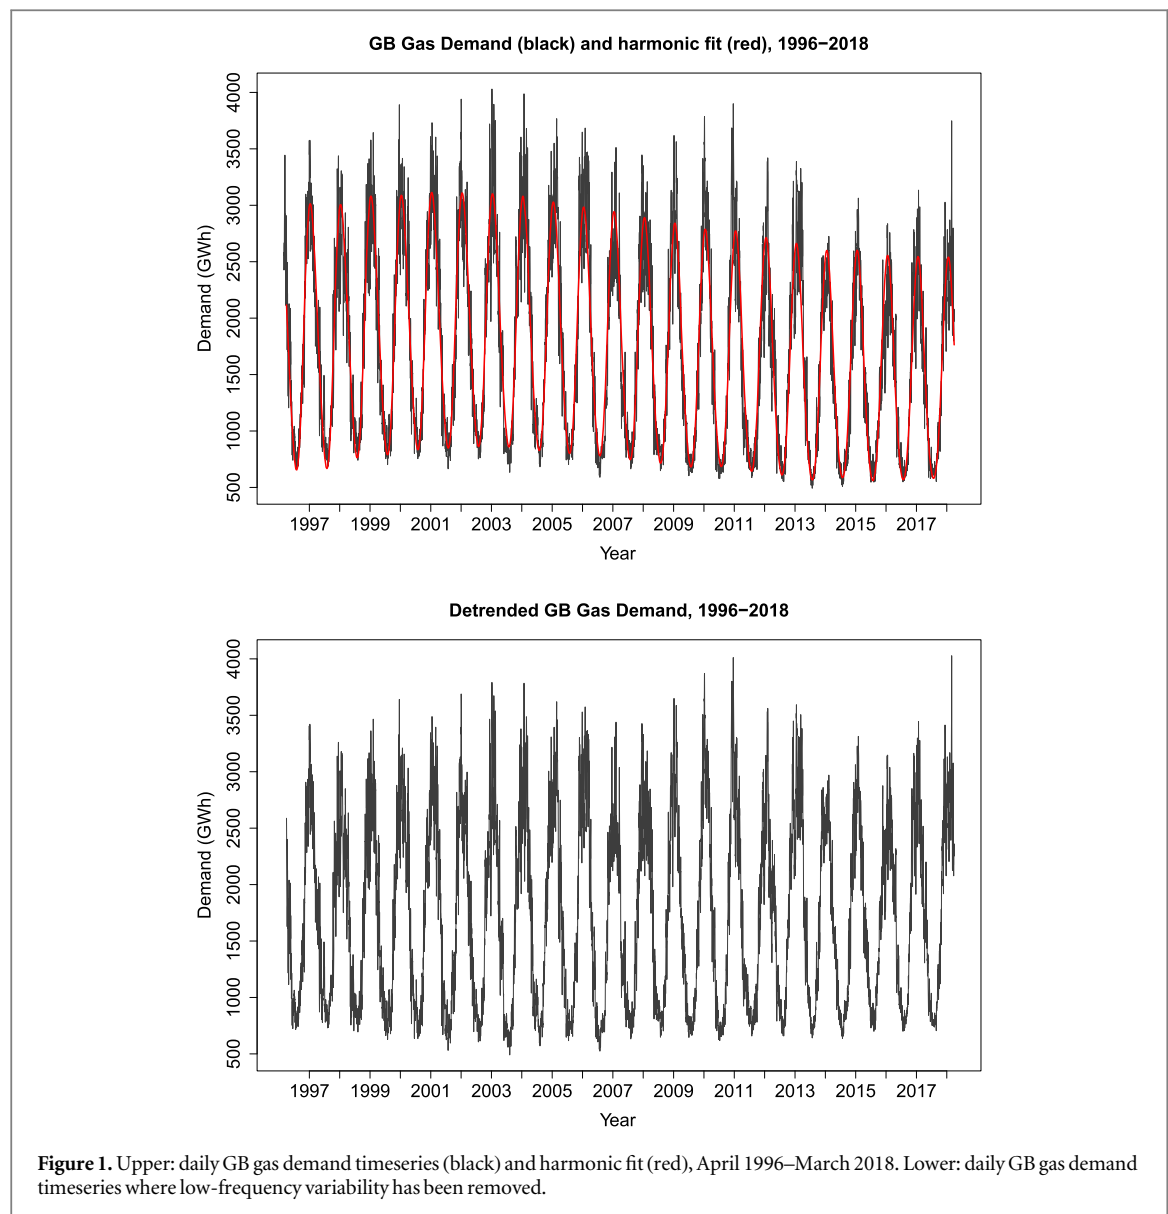 GB Gas Demand (black) and harmonic fit (red), 1996−2018
4000
3500
3000
2500
2000
1500
1000
500
Demand (GWh)
1997 1999 2001 2003 2005 2007 2009 2011 2013 2015 2017
Year
Detrended GB Gas Demand, 1996−2018
4000
3500
3000
2500
2000
1500
1000
500
Demand (GWh)
1997 1999 2001 2003 2005 2007 2009 2011 2013 2015 2017
Year
Figure 1. Upper: daily GB gas demand timeseries (black) and harmonic fit (red), April 1996–March 2018. Lower: daily GB gas demand
timeseries where low-frequency variability has been removed.